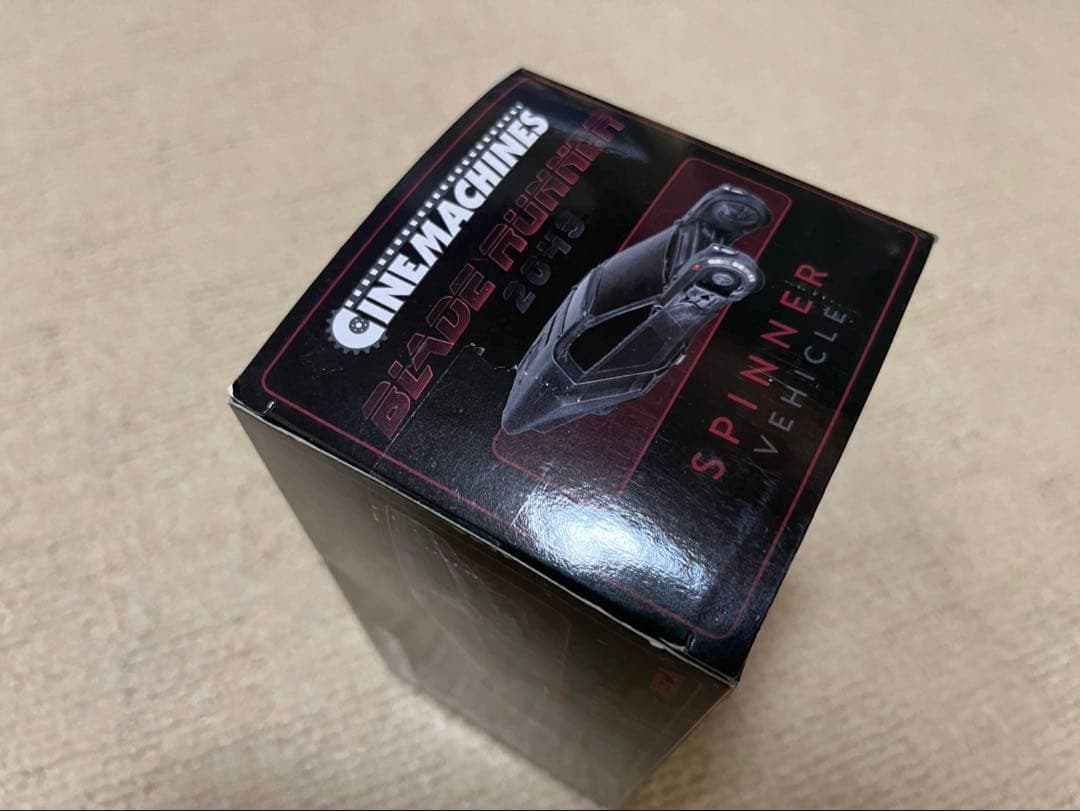 CINEMACHINES
BLADE RUNNER
2049
SPINNER
VEHICLE